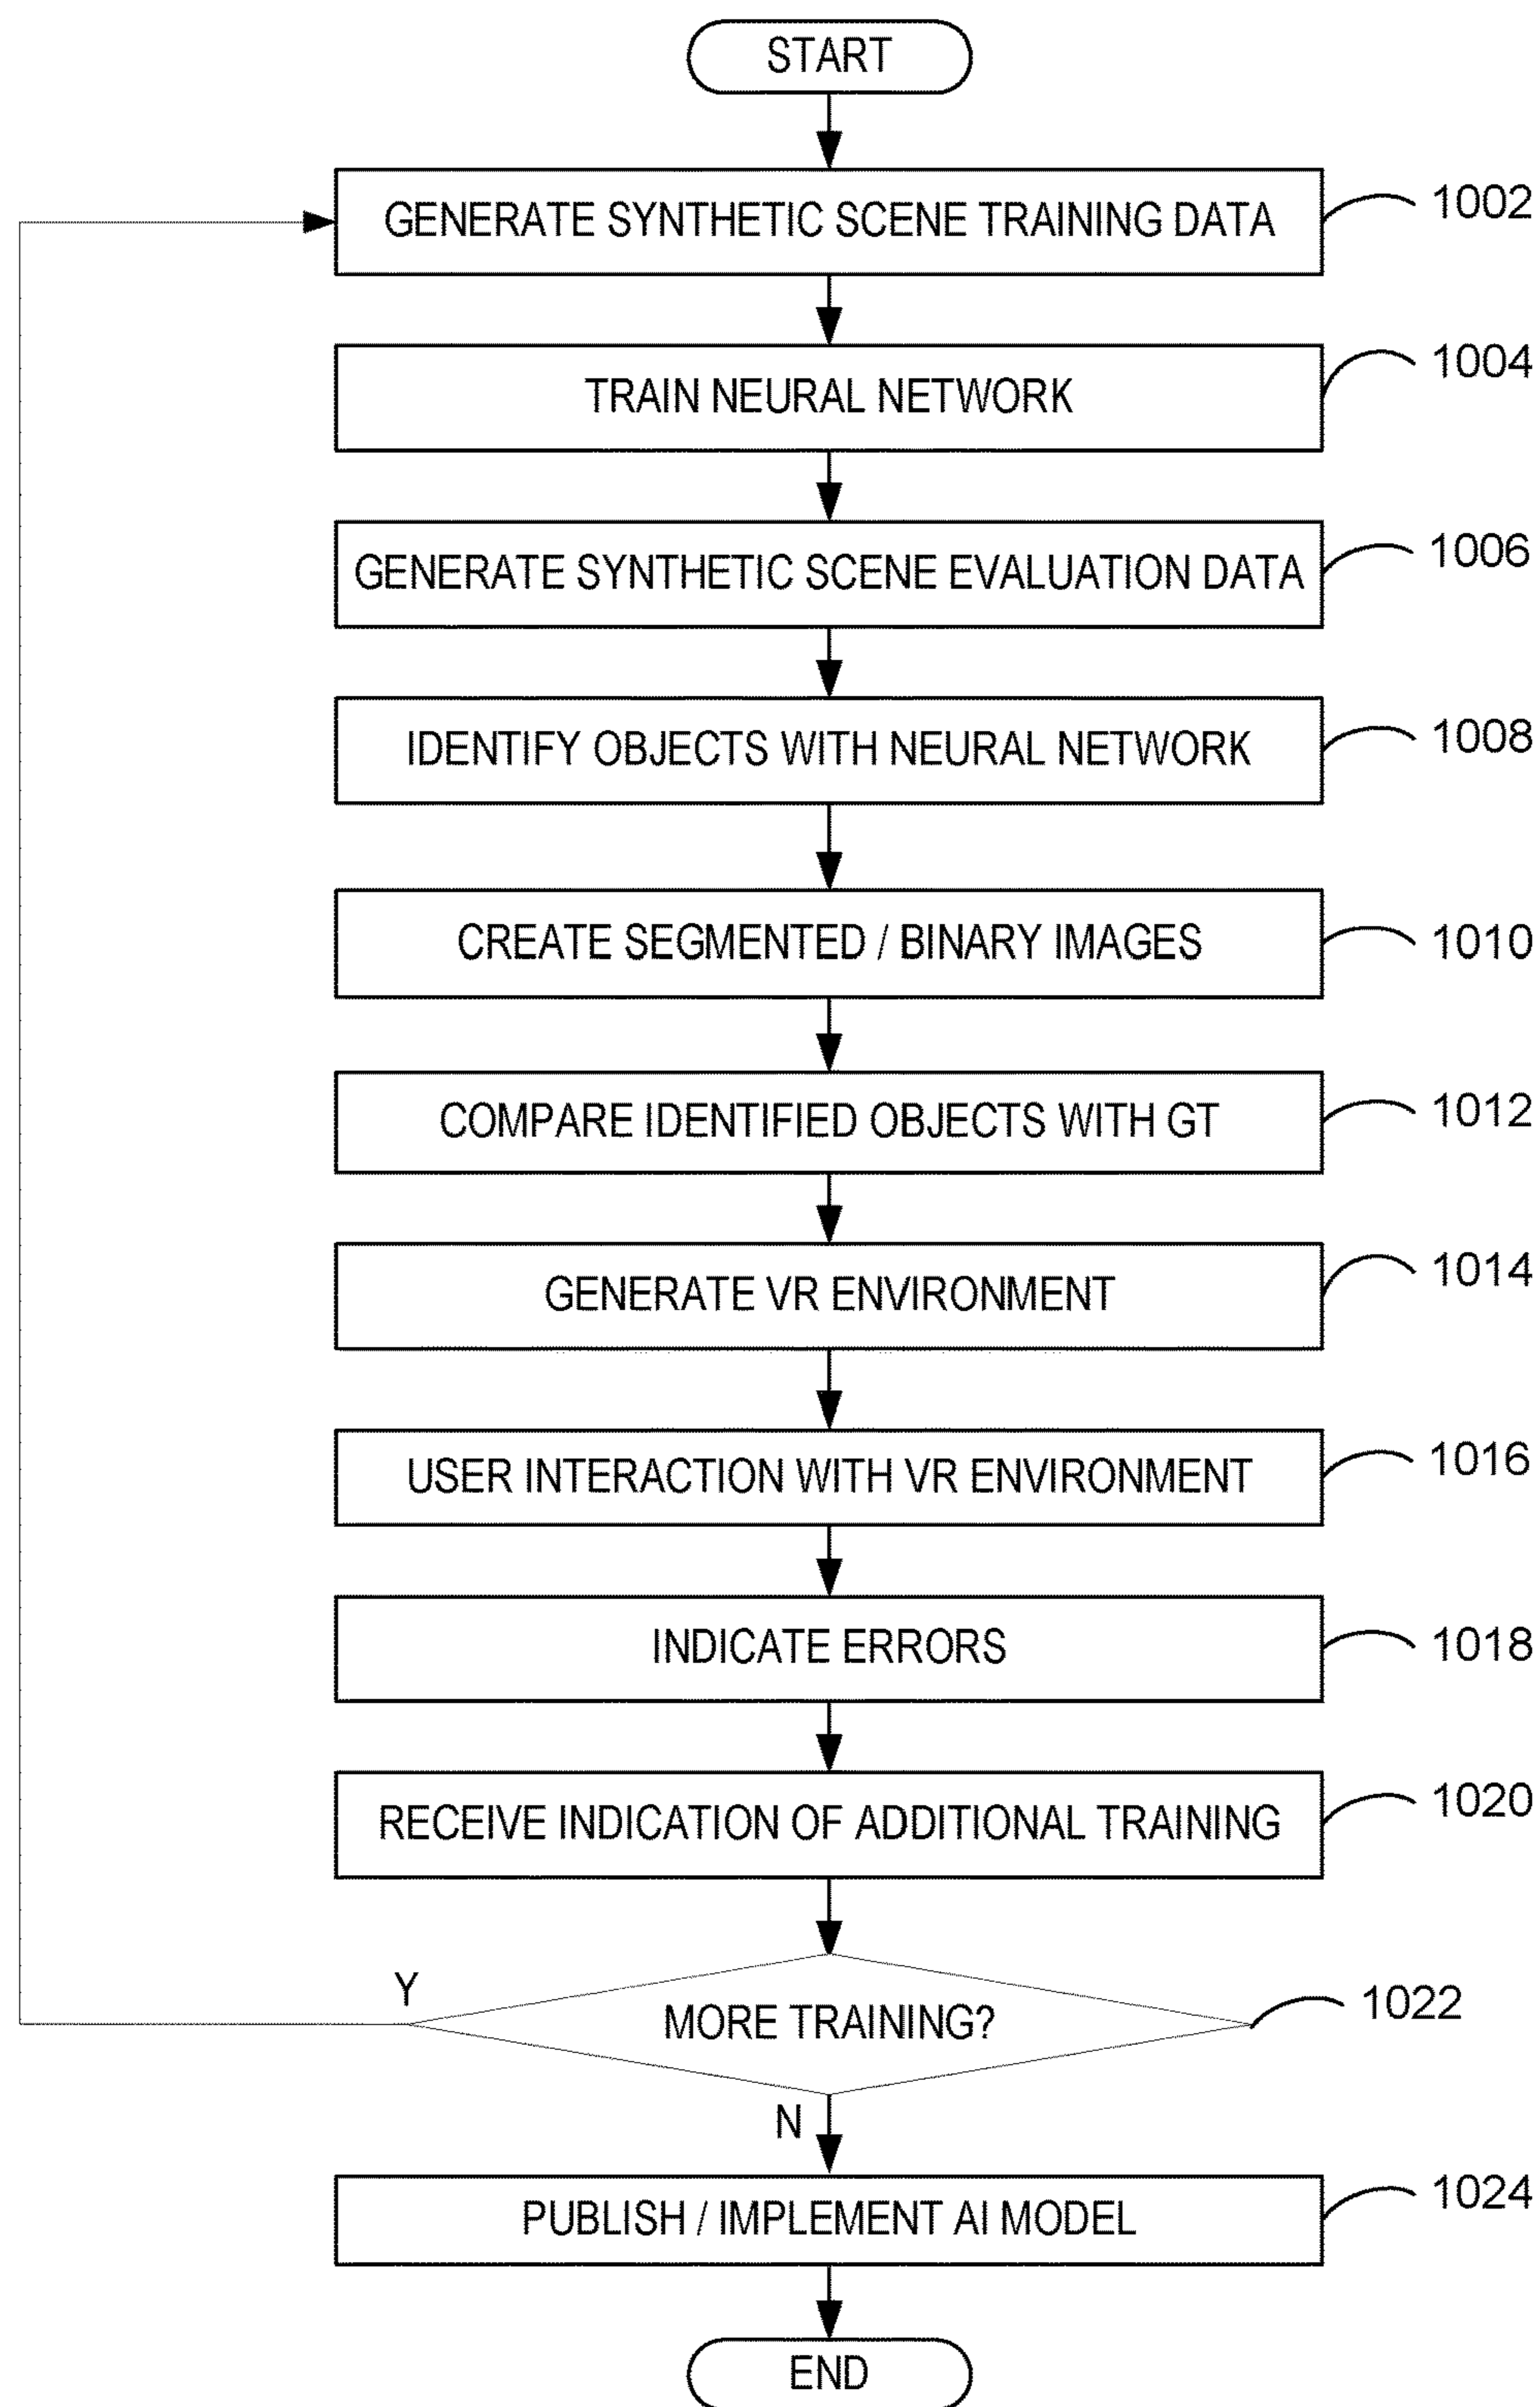 START
GENERATE SYNTHETIC SCENE TRAINING DATA
1002
TRAIN NEURAL NETWORK
1004
GENERATE SYNTHETIC SCENE EVALUATION DATA
1006
IDENTIFY OBJECTS WITH NEURAL NETWORK
1008
CREATE SEGMENTED / BINARY IMAGES
1010
COMPARE IDENTIFIED OBJECTS WITH GT
1012
GENERATE VR ENVIRONMENT
1014
USER INTERACTION WITH VR ENVIRONMENT
1016
INDICATE ERRORS
1018
RECEIVE INDICATION OF ADDITIONAL TRAINING
1020
Y
MORE TRAINING?
1022
N
PUBLISH / IMPLEMENT AI MODEL
1024
END